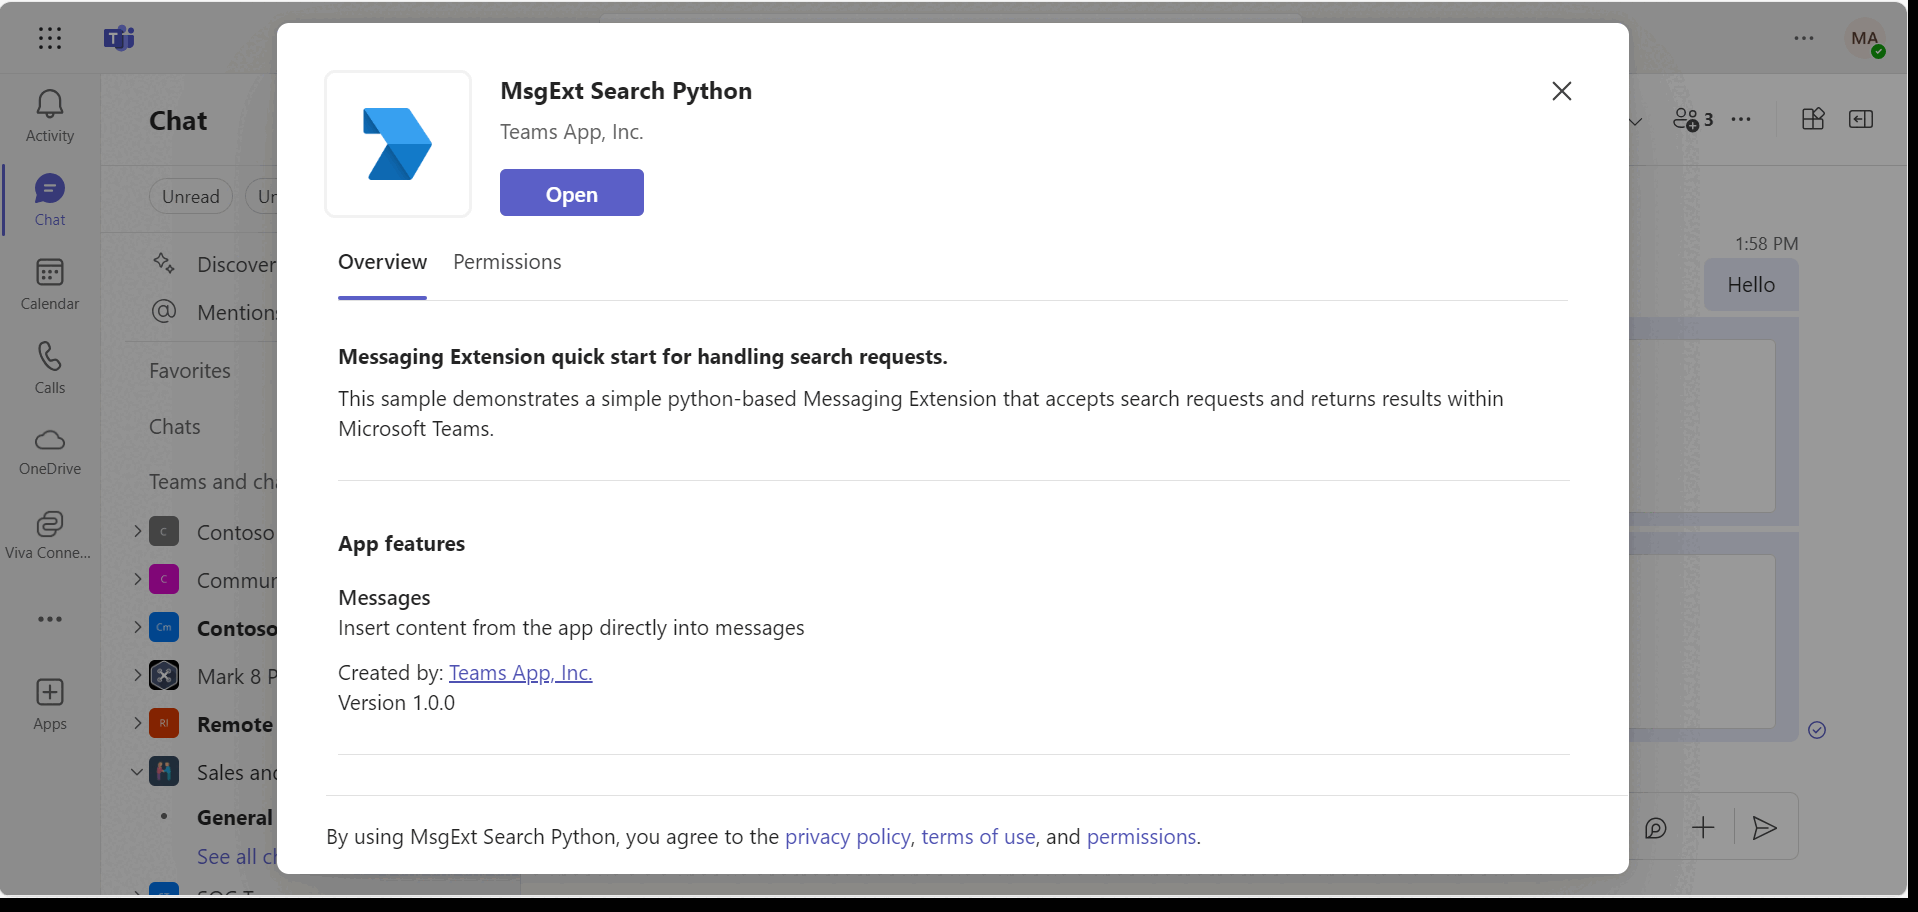 MA
Activity
Chat
Calendar
Calls
OneDrive
Viva Conne...
Apps
Chat
Unread
Discover
Mentions
Favorites
Chats
Teams and
C
Contoso
C
Cm
Contoso
Mark 8
RI
Remote
Sales
General
See all
MsgExt Search Python
Teams App, Inc.
Open
Overview
Permissions
Messaging Extension quick start for handling search requests.
This sample demonstrates a simple python-based Messaging Extension that accepts search requests and returns results within
Microsoft Teams.
App features
Messages
Insert content from the app directly into messages
Created by: Teams App, Inc.
Version 1.0.0
By using MsgExt Search Python, you agree to the privacy policy, terms of use, and permissions.
3
1:58 PM
Hello